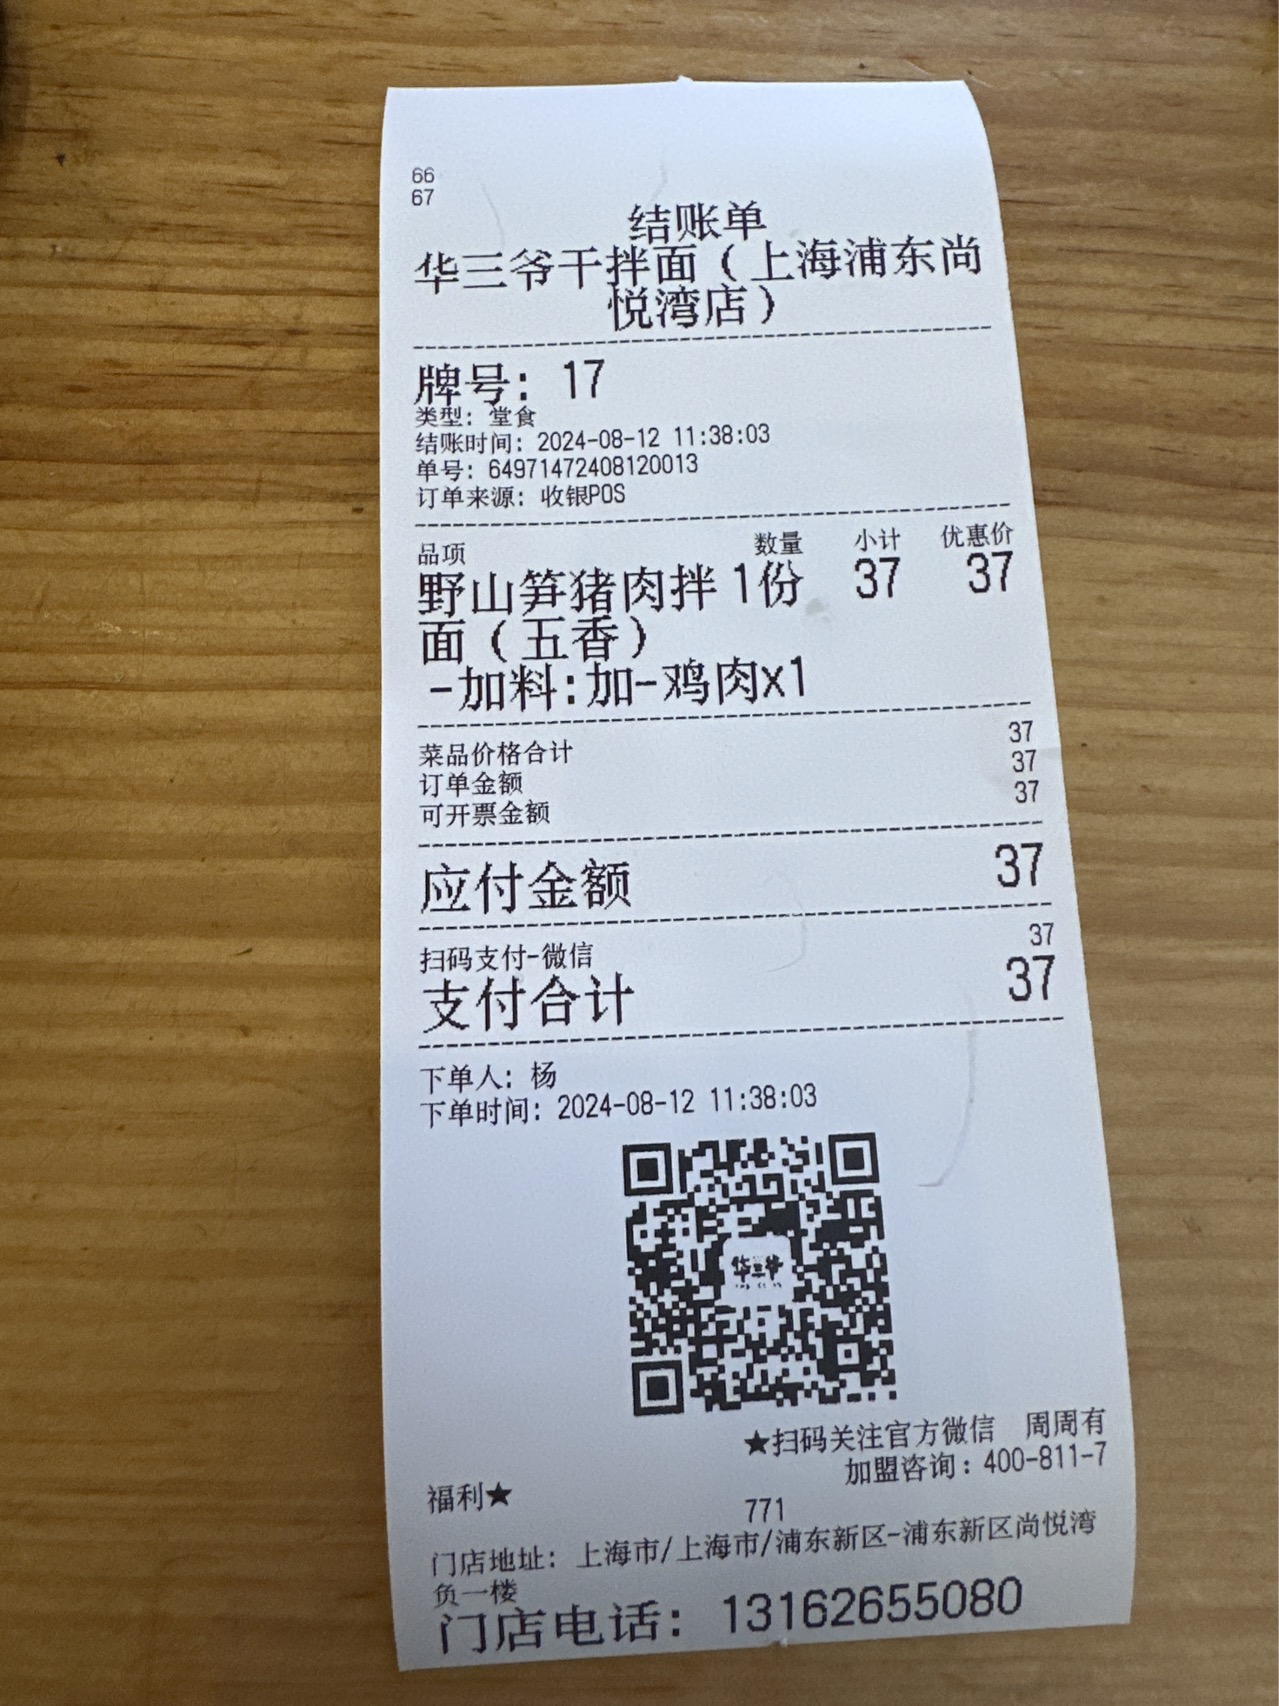 66
67
结账单
华三爷干拌面（上海浦东尚
悦湾店）
牌号: 17
类型: 堂食
结账时间: 2024-08-12 11:38:03
单号: 64971472408120013
订单来源: 收银POS
品项 数量 小计 优惠价
野山笋猪肉拌 1份 37 37
面（五香）
-加料:加-鸡肉x1
菜品价格合计 37
订单金额 37
可开票金额 37
应付金额 37
扫码支付-微信 37
支付合计 37
下单人: 杨
下单时间: 2024-08-12 11:38:03
华三爷
★扫码关注官方微信 周周有
福利★ 加盟咨询: 400-811-7
771
门店地址: 上海市/上海市/浦东新区-浦东新区尚悦湾
负一楼
门店电话: 13162655080